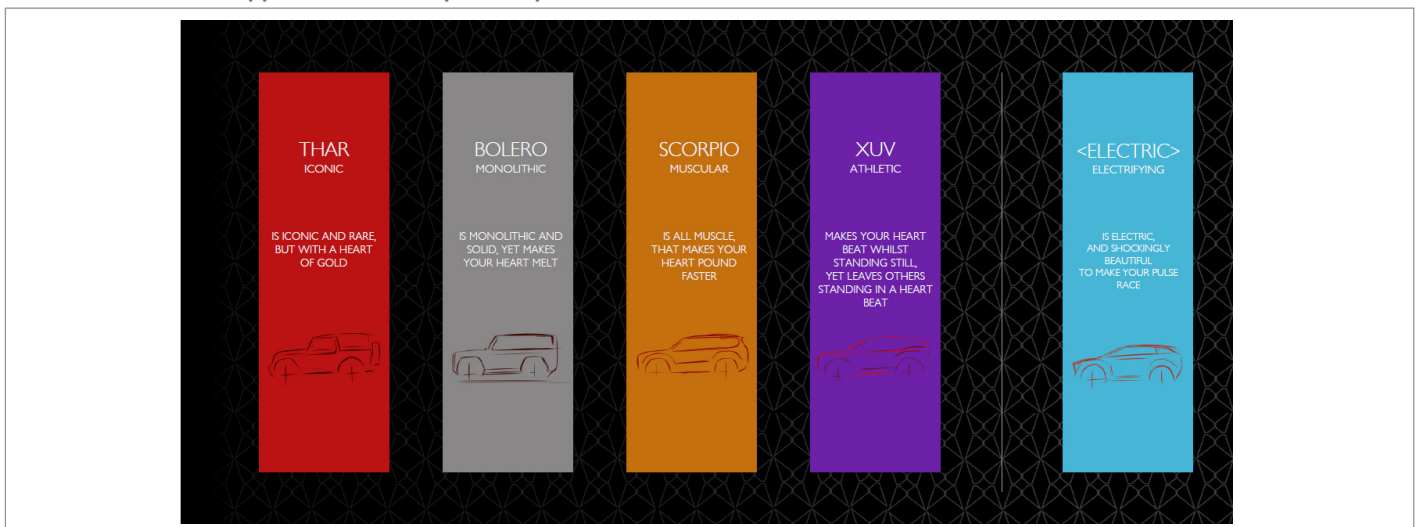 THAR
ICONIC
IS ICONIC AND RARE,
BUT WITH A HEART
OF GOLD
BOLERO
MONOLITHIC
IS MONOLITHIC AND
SOLID, YET MAKES
YOUR HEART MELT
SCORPIO
MUSCULAR
IS ALL MUSCLE,
THAT MAKES YOUR
HEART POUND
FASTER
XUV
ATHLETIC
MAKES YOUR HEART
BEAT WHILST
STANDING STILL,
YET LEAVES OTHERS
STANDING IN A HEART
BEAT
<ELECTRIC>
ELECTRIFYING
IS ELECTRIC,
AND SHOCKINGLY
BEAUTIFUL
TO MAKE YOUR PULSE
RACE